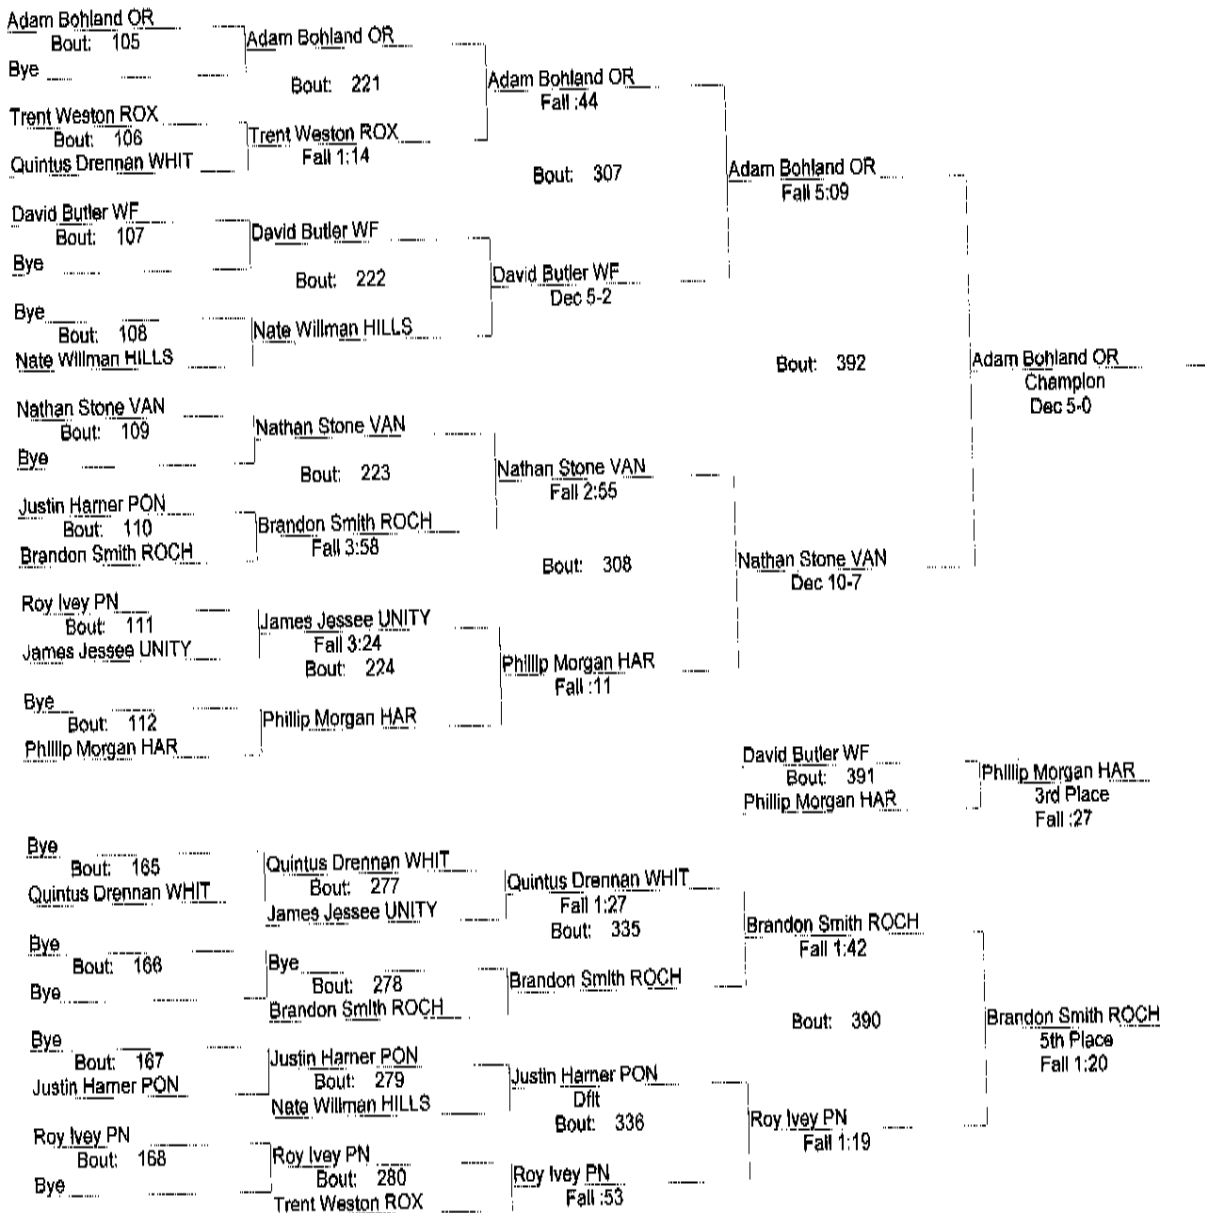 Adam Bohland OR
Bout: 105
Bye
Adam Bohland OR
Bout: 221
Trent Weston ROX
Bout: 106
Quintus Drennan WHIT
Trent Weston ROX
Fall 1:14
Adam Bohland OR
Fall :44
Bout: 307
David Butler WF
Bout: 107
Bye
David Butler WF
Bout: 222
Bye
Bout: 108
Nate Willman HILLS
Nate Willman HILLS
David Butler WF
Dec 5-2
Adam Bohland OR
Fall 5:09
Bout: 392
Adam Bohland OR
Champion
Dec 5-0
Nathan Stone VAN
Bout: 109
Bye
Nathan Stone VAN
Bout: 223
Justin Harner PON
Bout: 110
Brandon Smith ROCH
Brandon Smith ROCH
Fall 3:58
Nathan Stone VAN
Fall 2:55
Bout: 308
Roy Ivey PN
Bout: 111
James Jessee UNITY
James Jessee UNITY
Fall 3:24
Bout: 224
Bye
Bout: 112
Phillip Morgan HAR
Phillip Morgan HAR
Phillip Morgan HAR
Fall :11
Nathan Stone VAN
Dec 10-7
David Butler WF
Bout: 391
Phillip Morgan HAR
Phillip Morgan HAR
3rd Place
Fall :27
Bye
Bout: 165
Quintus Drennan WHIT
Quintus Drennan WHIT
Bout: 277
James Jessee UNITY
Quintus Drennan WHIT
Fall 1:27
Bout: 335
Bye
Bout: 166
Bye
Bye
Bout: 278
Brandon Smith ROCH
Brandon Smith ROCH
Brandon Smith ROCH
Fall 1:42
Bout: 390
Brandon Smith ROCH
5th Place
Fall 1:20
Bye
Bout: 167
Justin Harner PON
Justin Harner PON
Bout: 279
Nate Willman HILLS
Justin Harner PON
Dflt
Bout: 336
Roy Ivey PN
Bout: 168
Bye
Roy Ivey PN
Bout: 280
Trent Weston ROX
Roy Ivey PN
Fall :53
Roy Ivey PN
Fall 1:19